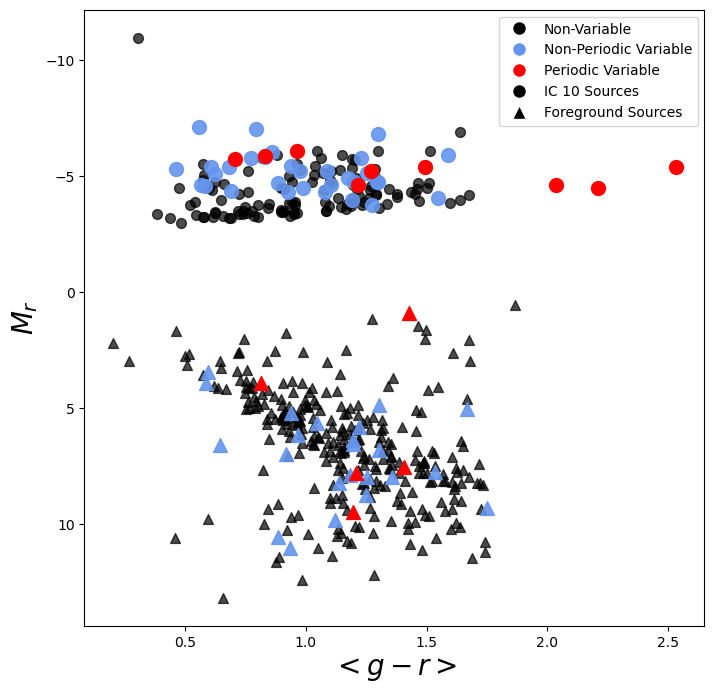 Non-Variable
Non-Periodic Variable
Periodic Variable
IC 10 Sources
Foreground Sources
−10
−5
0
5
10
M_r
0.5 1.0 1.5 2.0 2.5
< g − r >